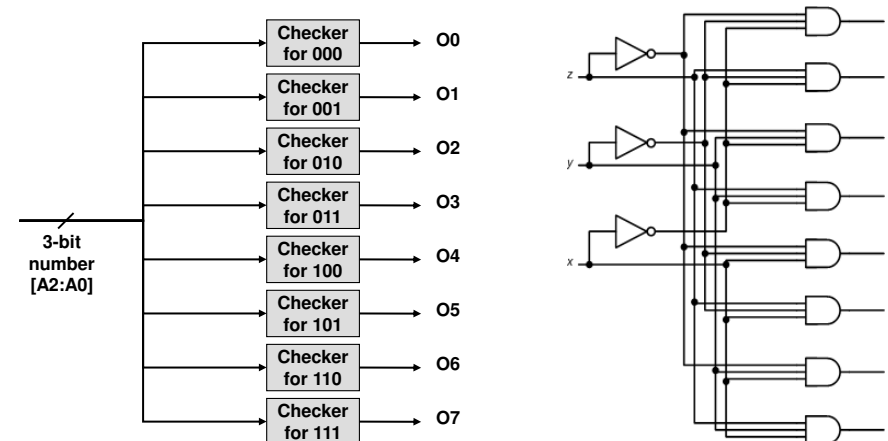 Checker
for 000
O0
Checker
for 001
O1
Checker
for 010
O2
Checker
for 011
O3
3-bit
number
[A2:A0]
Checker
for 100
O4
Checker
for 101
O5
Checker
for 110
O6
Checker
for 111
O7
z
y
x